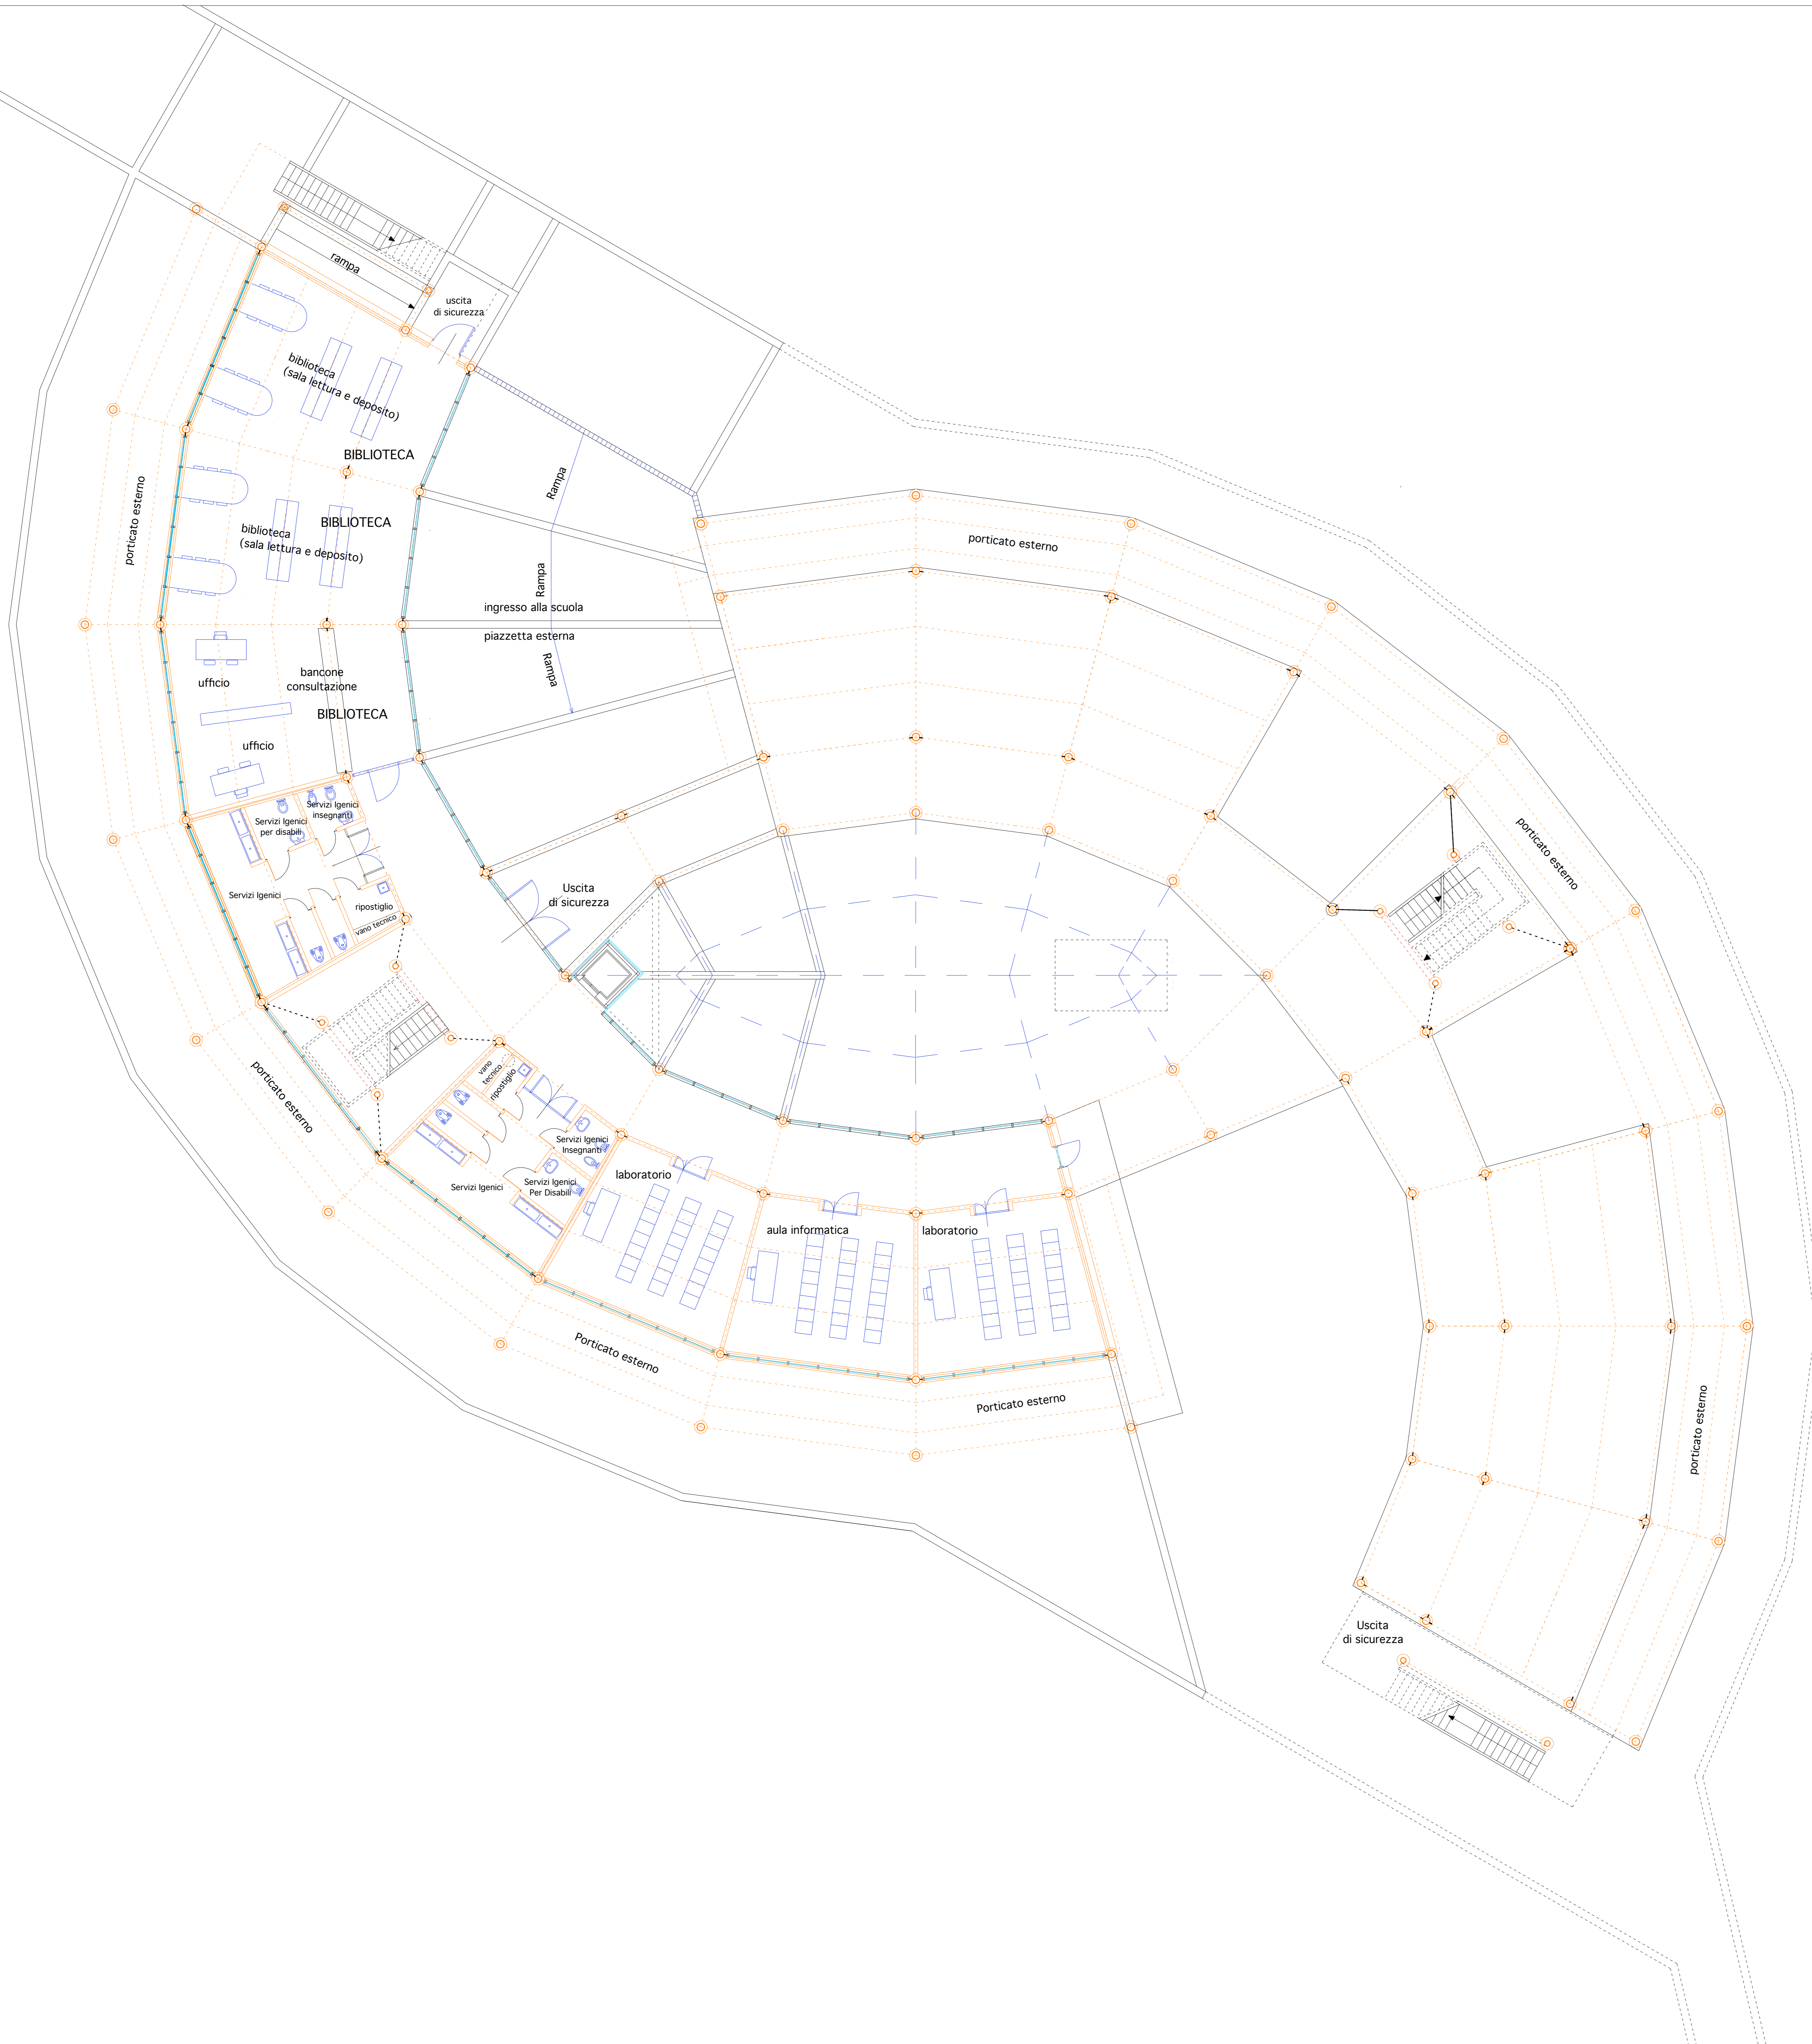 rampa
uscita
di sicurezza
biblioteca
(sala lettura e deposito)
BIBLIOTECA
Rampa
porticato esterno
biblioteca
(sala lettura e deposito)
BIBLIOTECA
porticato esterno
Rampa
ingresso alla scuola
piazzetta esterna
Rampa
bancone
consultazione
ufficio
BIBLIOTECA
ufficio
Servizi Igenici
insegnanti
Servizi Igenici
per disabili
Servizi Igenici
ripostiglio
vano tecnico
Uscita
di sicurezza
porticato esterno
porticato esterno
vano
tecnico
ripostiglio
Servizi Igenici
Insegnanti
Servizi Igenici
Per Disabili
Servizi Igenici
laboratorio
aula informatica
laboratorio
Porticato esterno
Porticato esterno
porticato esterno
Uscita
di sicurezza